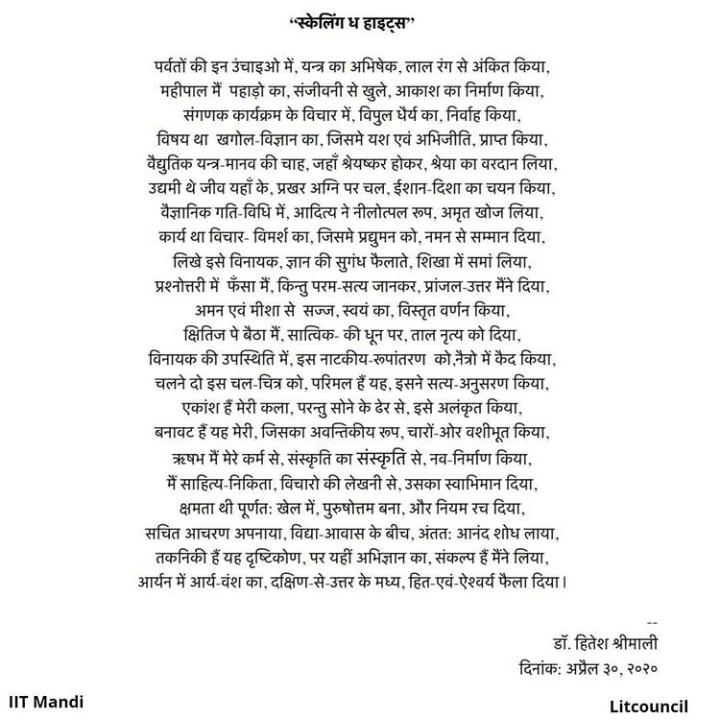 “स्केलिंग ध हाइट्स”
पर्वतों की इन उंचाइओ में, यन्त्र का अभिषेक, लाल रंग से अंकित किया,
महीपाल मैं पहाड़ो का, संजीवनी से खुले, आकाश का निर्माण किया,
संगणक कार्यक्रम के विचार में, विपुल धैर्य का, निर्वाह किया,
विषय था खगोल-विज्ञान का, जिसमे यश एवं अभिजीति, प्राप्त किया,
वैद्युतिक यन्त्र-मानव की चाह, जहाँ श्रेयष्कर होकर, श्रेया का वरदान लिया,
उद्यमी थे जीव यहाँ के, प्रखर अग्नि पर चल, ईशान-दिशा का चयन किया,
वैज्ञानिक गति-विधि में, आदित्य ने नीलोत्पल रूप, अमृत खोज लिया,
कार्य था विचार- विमर्श का, जिसमे प्रद्युमन को, नमन से सम्मान दिया,
लिखे इसे विनायक, ज्ञान की सुगंध फैलाते, शिखा में समां लिया,
प्रश्नोत्तरी में फँसा मैं, किन्तु परम-सत्य जानकर, प्रांजल-उत्तर मैंने दिया,
अमन एवं मीशा से सज्ज, स्वयं का, विस्तृत वर्णन किया,
क्षितिज पे बैठा मैं, सात्विक- की धून पर, ताल नृत्य को दिया,
विनायक की उपस्थिति में, इस नाटकीय-रूपांतरण को,नैत्रो में कैद किया,
चलने दो इस चल-चित्र को, परिमल हैं यह, इसने सत्य-अनुसरण किया,
एकांश हैं मेरी कला, परन्तु सोने के ढेर से, इसे अलंकृत किया,
बनावट हैं यह मेरी, जिसका अवन्तिकीय रूप, चारों-ओर वशीभूत किया,
ऋषभ मैं मेरे कर्म से, संस्कृति का संस्कृति से, नव-निर्माण किया,
मैं साहित्य-निकिता, विचारो की लेखनी से, उसका स्वाभिमान दिया,
क्षमता थी पूर्णत: खेल में, पुरुषोत्तम बना, और नियम रच दिया,
सचित आचरण अपनाया, विद्या-आवास के बीच, अंतत: आनंद शोध लाया,
तकनिकी हैं यह दृष्टिकोण, पर यहीं अभिज्ञान का, संकल्प हैं मैंने लिया,
आर्यन में आर्य-वंश का, दक्षिण-से-उत्तर के मध्य, हित-एवं-ऐश्वर्य फैला दिया।
--
डॉ. हितेश श्रीमाली
दिनांक: अप्रैल ३०, २०२०
IIT Mandi
Litcouncil